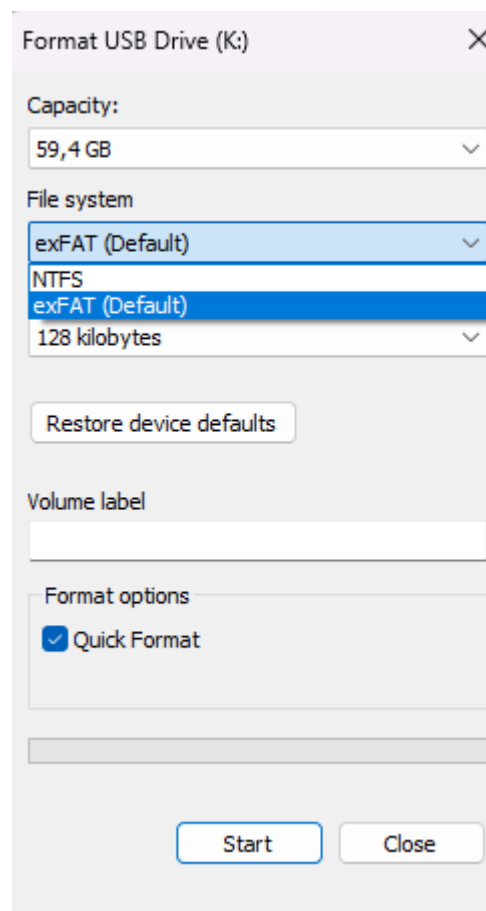 Format USB Drive (K:)
Capacity:
59,4 GB
File system
exFAT (Default)
NTFS
exFAT (Default)
128 kilobytes
Restore device defaults
Volume label
Format options
Quick Format
Start
Close